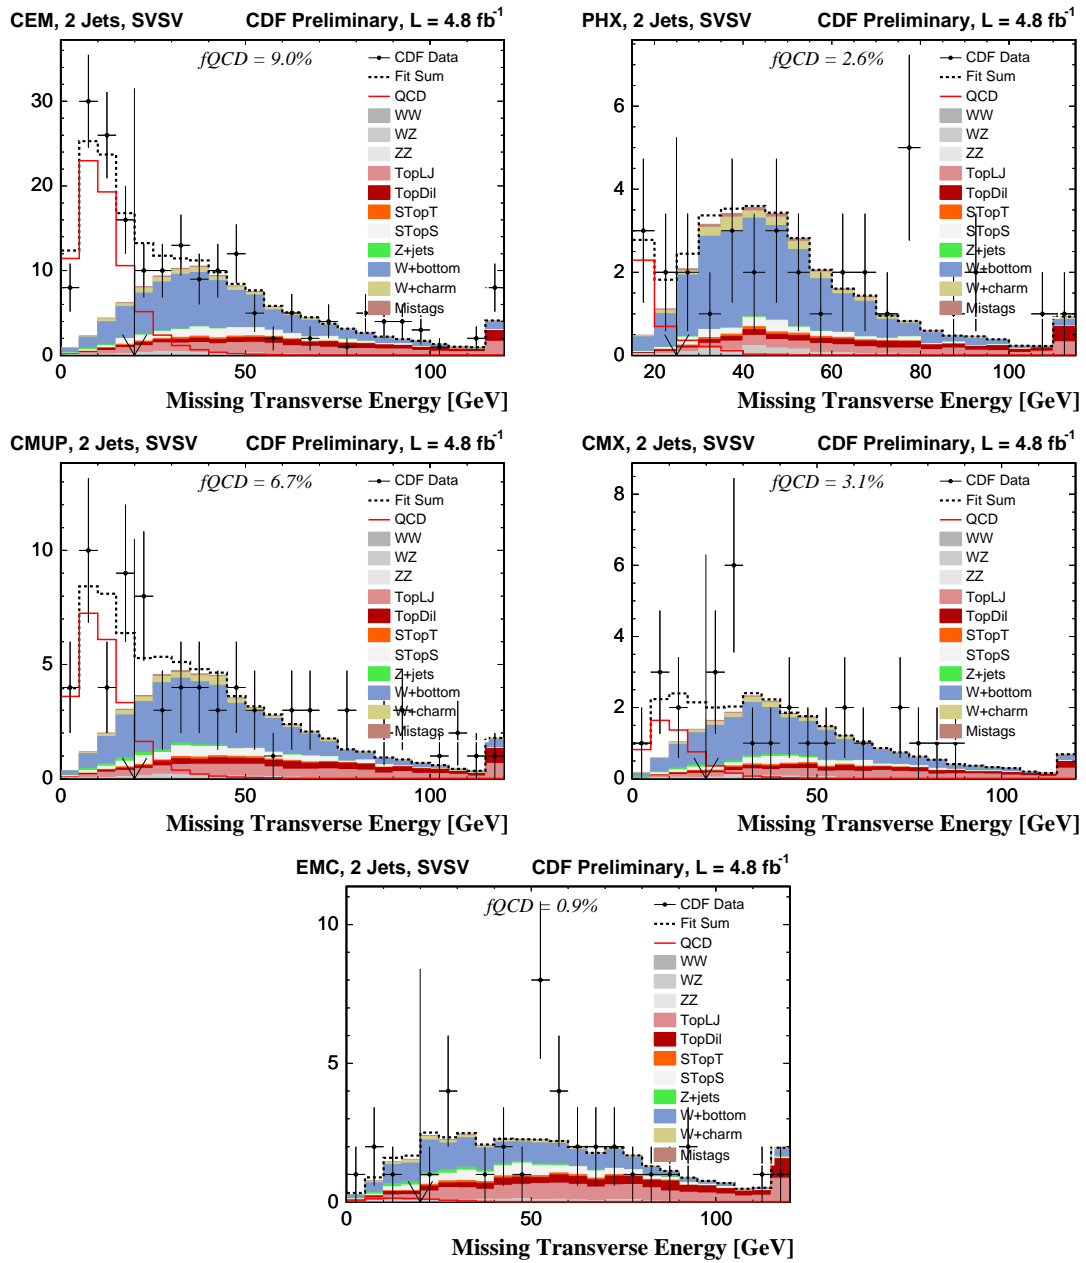 CEM, 2 Jets, SVSV CDF Preliminary, L = 4.8 fb-1
fQCD = 9.0%
CDF Data
Fit Sum
QCD
WW
WZ
ZZ
TopLJ
TopDil
STopT
STopS
Z+jets
W+bottom
W+charm
Mistags
30
20
10
0
0 50 100
Missing Transverse Energy [GeV]
PHX, 2 Jets, SVSV CDF Preliminary, L = 4.8 fb-1
fQCD = 2.6%
CDF Data
Fit Sum
QCD
WW
WZ
ZZ
TopLJ
TopDil
STopT
STopS
Z+jets
W+bottom
W+charm
Mistags
6
4
2
0
20 40 60 80 100
Missing Transverse Energy [GeV]
CMUP, 2 Jets, SVSV CDF Preliminary, L = 4.8 fb-1
fQCD = 6.7%
CDF Data
Fit Sum
QCD
WW
WZ
ZZ
TopLJ
TopDil
STopT
STopS
Z+jets
W+bottom
W+charm
Mistags
10
5
0
0 50 100
Missing Transverse Energy [GeV]
CMX, 2 Jets, SVSV CDF Preliminary, L = 4.8 fb-1
fQCD = 3.1%
CDF Data
Fit Sum
QCD
WW
WZ
ZZ
TopLJ
TopDil
STopT
STopS
Z+jets
W+bottom
W+charm
Mistags
8
6
4
2
0
0 50 100
Missing Transverse Energy [GeV]
EMC, 2 Jets, SVSV CDF Preliminary, L = 4.8 fb-1
fQCD = 0.9%
CDF Data
Fit Sum
QCD
WW
WZ
ZZ
TopLJ
TopDil
STopT
STopS
Z+jets
W+bottom
W+charm
Mistags
10
5
0
0 50 100
Missing Transverse Energy [GeV]